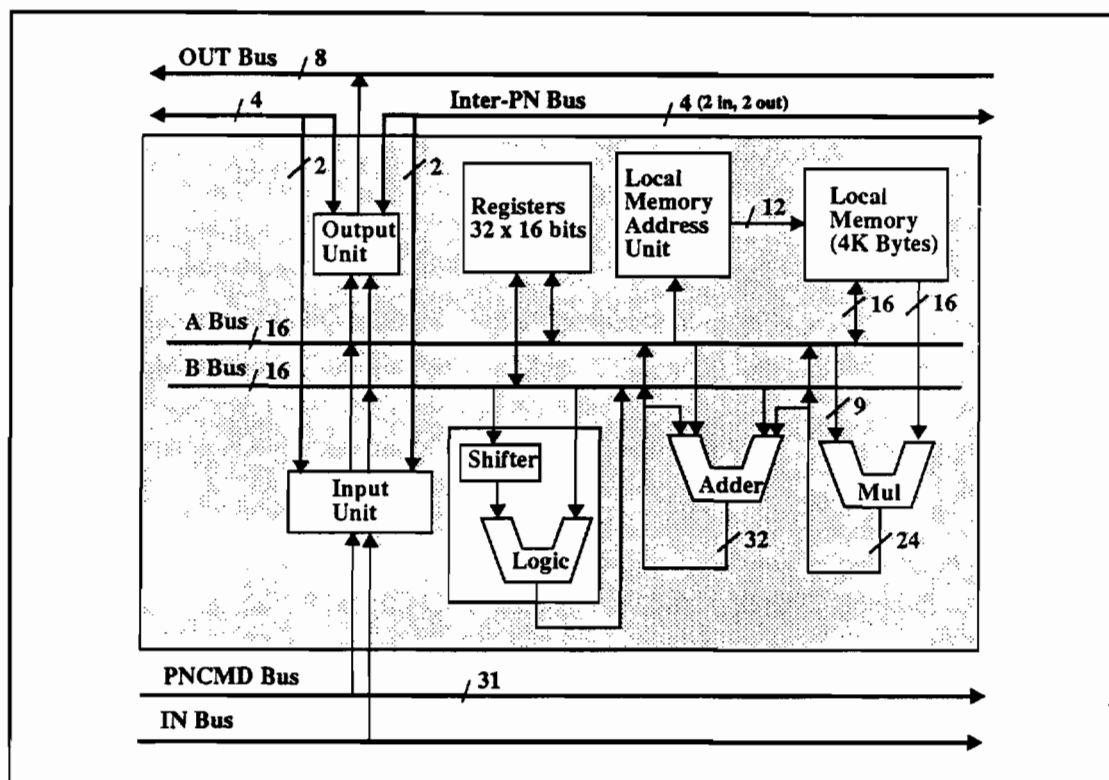 OUT Bus
8
4
Inter-PN Bus
4 (2 in, 2 out)
2
2
Output
Unit
Registers
32 x 16 bits
Local
Memory
Address
Unit
12
Local
Memory
(4K Bytes)
16
16
A Bus
16
B Bus
16
9
Shifter
Input
Unit
Logic
Adder
Mul
32
24
PNCMD Bus
31
IN Bus